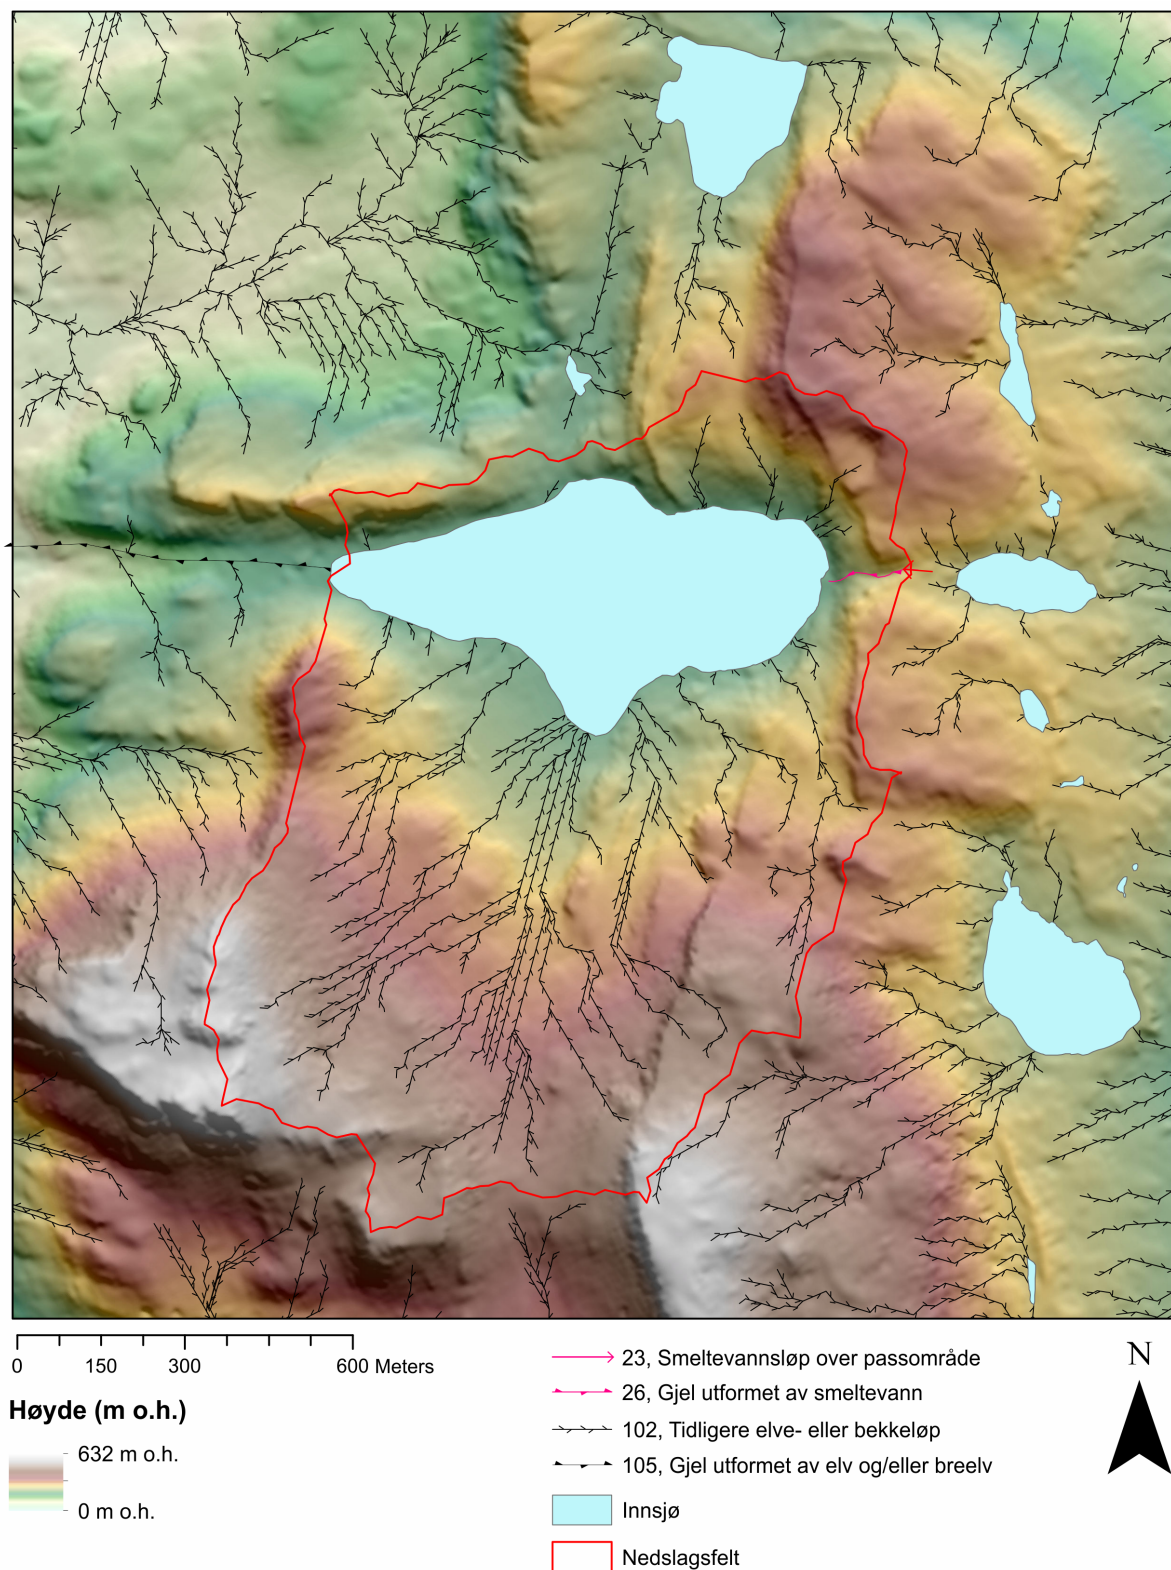 0 150 300 600 Meters
Høyde (m o.h.)
632 m o.h.
0 m o.h.
23, Smeltevannsløp over passområde
26, Gjel utformet av smeltevann
102, Tidligere elve- eller bekkeløp
105, Gjel utformet av elv og/eller breelv
Innsjø
Nedslagsfelt
N